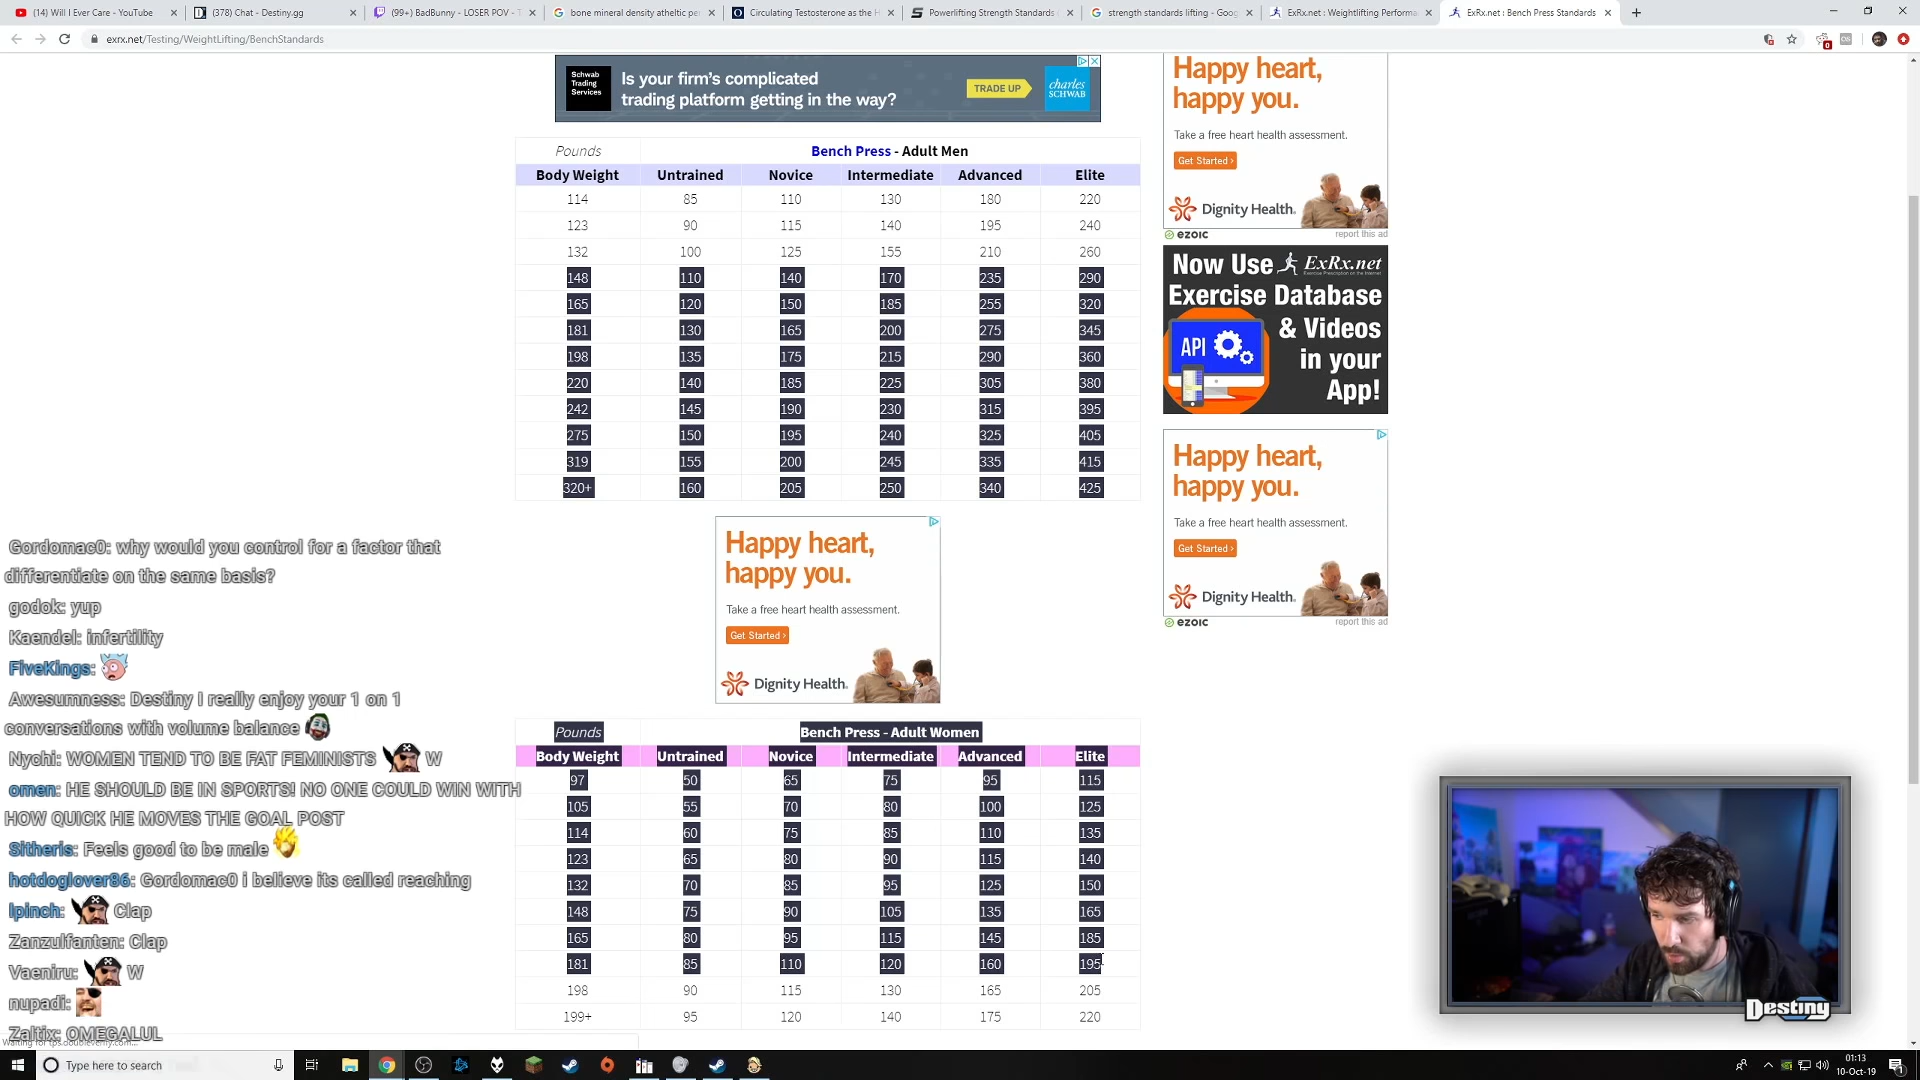 (14) Will I Ever Care - YouTube
(378) Chat - Destiny.gg
(99+) BadBunny - LOSER POV - T
bone mineral density atheltic pe
Circulating Testosterone as the H
Powerlifting Strength Standards
strength standards lifting - Goog
ExRx.net : Weightlifting Performa
ExRx.net : Bench Press Standards
exrx.net/Testing/WeightLifting/BenchStandards
Schwab Trading Services
Is your firm's complicated
trading platform getting in the way?
TRADE UP
charles SCHWAB
Pounds Bench Press - Adult Men
Body Weight Untrained Novice Intermediate Advanced Elite
114 85 110 130 180 220
123 90 115 140 195 240
132 100 125 155 210 260
148 110 140 170 235 290
165 120 150 185 255 320
181 130 165 200 275 345
198 135 175 215 290 360
220 140 185 225 305 380
242 145 190 230 315 395
275 150 195 240 325 405
319 155 200 245 335 415
320+ 160 205 250 340 425
Happy heart,
happy you.
Take a free heart health assessment.
Get Started ›
Dignity Health.
ezoic report this ad
Now Use ExRx.net
Exercise Prescription on the Internet
Exercise Database
& Videos
API
in your
App!
Happy heart,
happy you.
Take a free heart health assessment.
Get Started ›
Dignity Health.
ezoic report this ad
Happy heart,
happy you.
Take a free heart health assessment.
Get Started ›
Dignity Health.
Pounds Bench Press - Adult Women
Body Weight Untrained Novice Intermediate Advanced Elite
97 50 65 75 95 115
105 55 70 80 100 125
114 60 75 85 110 135
123 65 80 90 115 140
132 70 85 95 125 150
148 75 90 105 135 165
165 80 95 115 145 185
181 85 110 120 160 195
198 90 115 130 165 205
199+ 95 120 140 175 220
Gordomac0: why would you control for a factor that
differentiate on the same basis?
godok: yup
Kaendel: infertility
FiveKings:
Awesumness: Destiny I really enjoy your 1 on 1
conversations with volume balance
Nychi: WOMEN TEND TO BE FAT FEMINISTS W
omen: HE SHOULD BE IN SPORTS! NO ONE COULD WIN WITH
HOW QUICK HE MOVES THE GOAL POST
Sitheris: Feels good to be male
hotdoglover86: Gordomac0 i believe its called reaching
lpinch: Clap
Zanzulfanten: Clap
Vaeniru: W
nupadi:
Zaltix: OMEGALUL
Waiting for tps.doubleverify.com...
Destiny
Type here to search
01:13
10-Oct-19